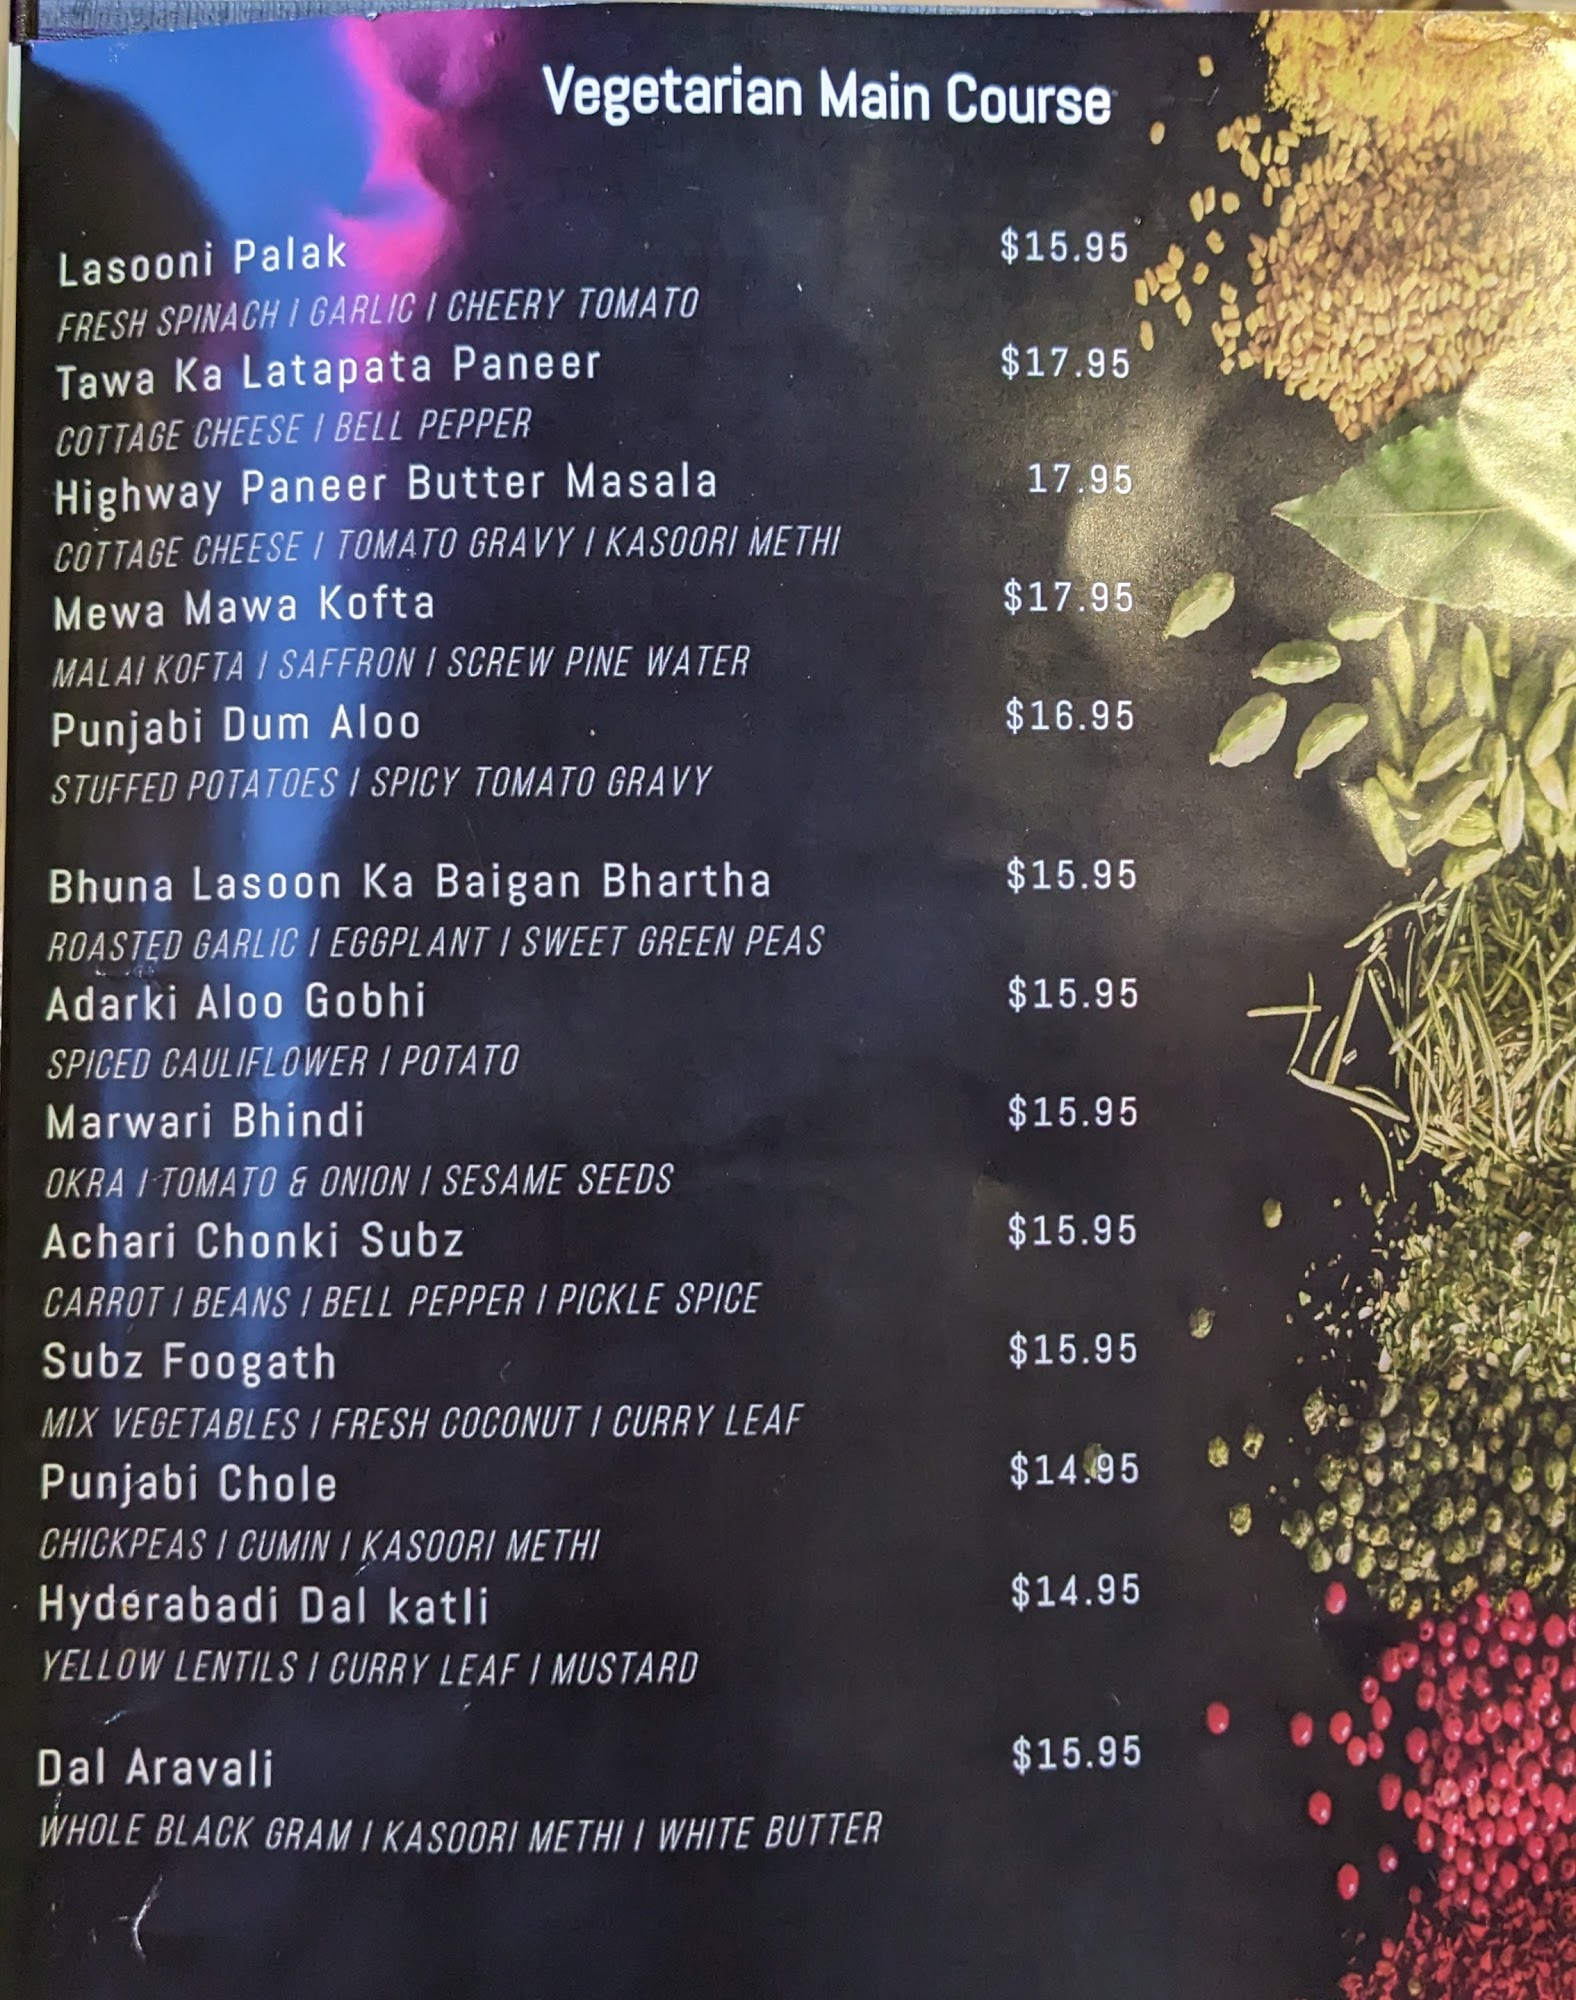 Vegetarian Main Course
Lasooni Palak $15.95
FRESH SPINACH | GARLIC | CHEERY TOMATO
Tawa Ka Latapata Paneer $17.95
COTTAGE CHEESE | BELL PEPPER
Highway Paneer Butter Masala 17.95
COTTAGE CHEESE | TOMATO GRAVY | KASOORI METHI
Mewa Mawa Kofta $17.95
MALAI KOFTA | SAFFRON | SCREW PINE WATER
Punjabi Dum Aloo $16.95
STUFFED POTATOES | SPICY TOMATO GRAVY
Bhuna Lasoon Ka Baigan Bhartha $15.95
ROASTED GARLIC | EGGPLANT | SWEET GREEN PEAS
Adarki Aloo Gobhi $15.95
SPICED CAULIFLOWER | POTATO
Marwari Bhindi $15.95
OKRA | TOMATO & ONION | SESAME SEEDS
Achari Chonki Subz $15.95
CARROT | BEANS | BELL PEPPER | PICKLE SPICE
Subz Foogath $15.95
MIX VEGETABLES | FRESH COCONUT | CURRY LEAF
Punjabi Chole $14.95
CHICKPEAS | CUMIN | KASOORI METHI
Hyderabadi Dal katli $14.95
YELLOW LENTILS | CURRY LEAF | MUSTARD
Dal Aravali $15.95
WHOLE BLACK GRAM | KASOORI METHI | WHITE BUTTER